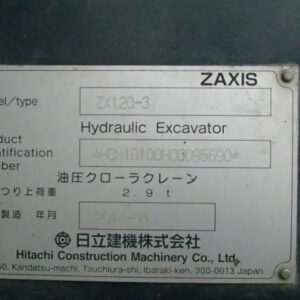 ZAXIS
el/type ZX120-3
Hydraulic Excavator
duct
ntification
mber
油圧クローラクレーン
つり上荷重 2.9 t
製造 年月
日立建機株式会社
Hitachi Construction Machinery Co., Ltd.
50, Kandatsu-machi, Tsuchiura-shi, Ibaraki-ken, 300-0013 Japan